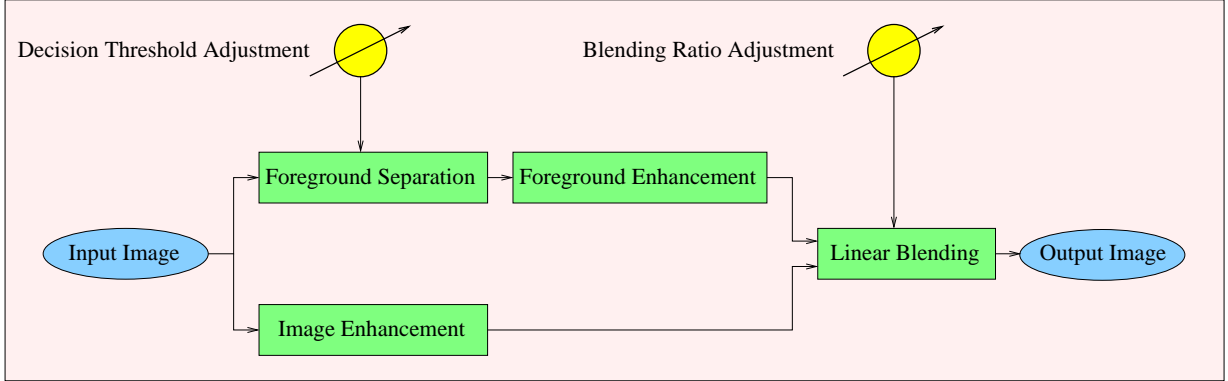 Decision Threshold Adjustment
Blending Ratio Adjustment
Foreground Separation
Foreground Enhancement
Input Image
Linear Blending
Output Image
Image Enhancement